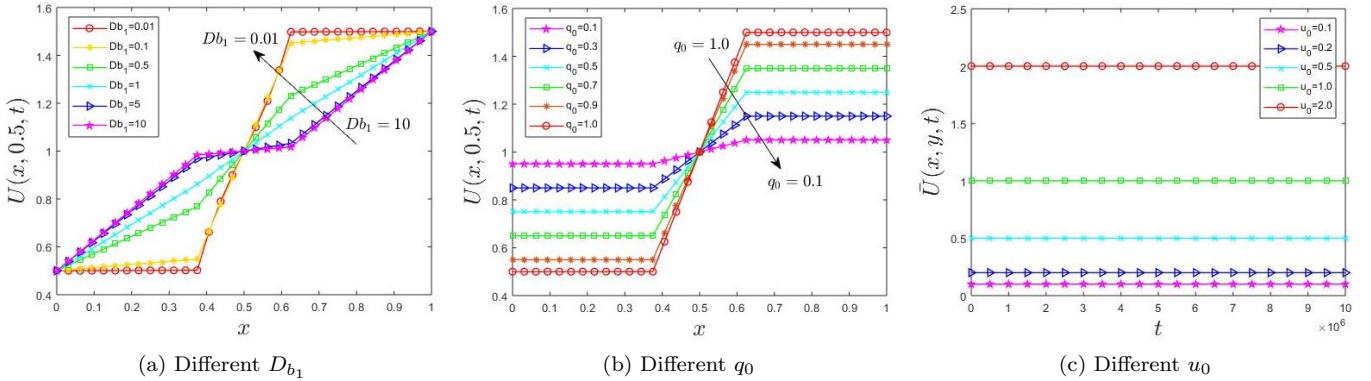 1.6
1.4
1.2
1
0.8
0.6
0.4
0 0.1 0.2 0.3 0.4 0.5 0.6 0.7 0.8 0.9 1
x
U(x, 0.5, t)
Db1=0.01
Db1=0.1
Db1=0.5
Db1=1
Db1=5
Db1=10
Db1 = 0.01
Db1 = 10
(a) Different Db1
1.6
1.4
1.2
1
0.8
0.6
0.4
0 0.1 0.2 0.3 0.4 0.5 0.6 0.7 0.8 0.9 1
x
U(x, 0.5, t)
q0=0.1
q0=0.3
q0=0.5
q0=0.7
q0=0.9
q0=1.0
q0 = 1.0
q0 = 0.1
(b) Different q0
2.5
2
1.5
1
0.5
0
0 1 2 3 4 5 6 7 8 9 10
×10^6
t
Ū(x, y, t)
u0=0.1
u0=0.2
u0=0.5
u0=1.0
u0=2.0
(c) Different u0